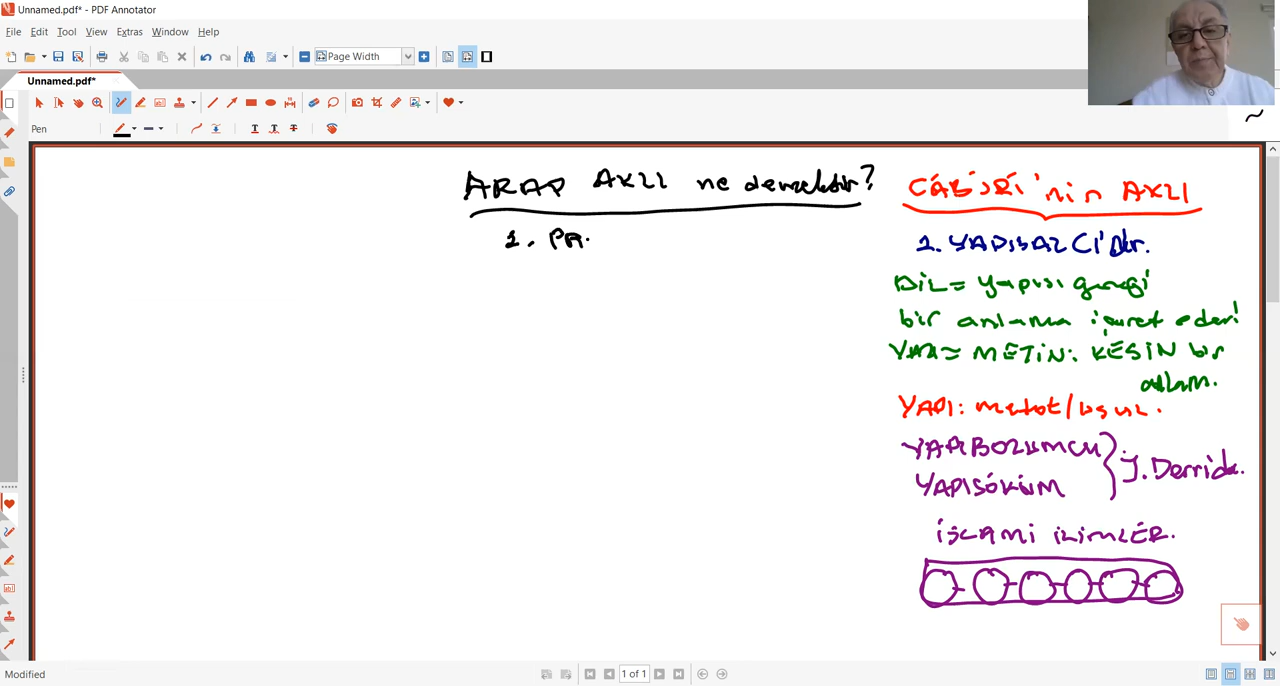 Unnamed.pdf* - PDF Annotator
File Edit Tool View Extras Window Help
Page Width
Unnamed.pdf*
Pen
ARAP AKLI ne demektir?
1. PA.
CÂBİRİ'nin AKLI
1. YAPISALCI'Dır.
DİL = Yapısı gereği
bir anlama işaret eder!
YAPI = METİN: KESİN bir
anlam.
YAPI: metot/usul.
YAPIBOZUMCU
YAPISÖKÜM
J. Derrida.
İSLAMİ İLİMLER.
Modified
1 of 1